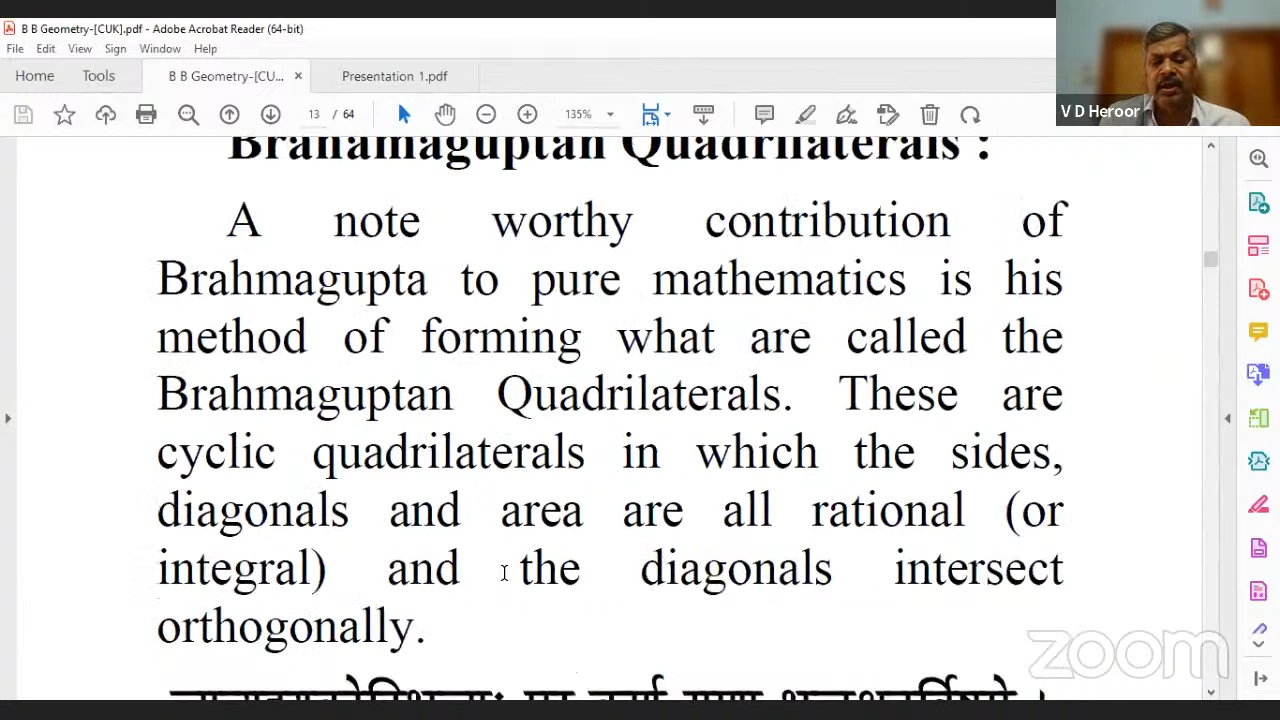 B B Geometry-[CUK].pdf - Adobe Acrobat Reader (64-bit)
File Edit View Sign Window Help
Home Tools B B Geometry-[CU... × Presentation 1.pdf
13 / 64 135%
V D Heroor
Brahamaguptan Quadrilaterals :
A note worthy contribution of
Brahmagupta to pure mathematics is his
method of forming what are called the
Brahmaguptan Quadrilaterals. These are
cyclic quadrilaterals in which the sides,
diagonals and area are all rational (or
integral) and the diagonals intersect
orthogonally.
zoom